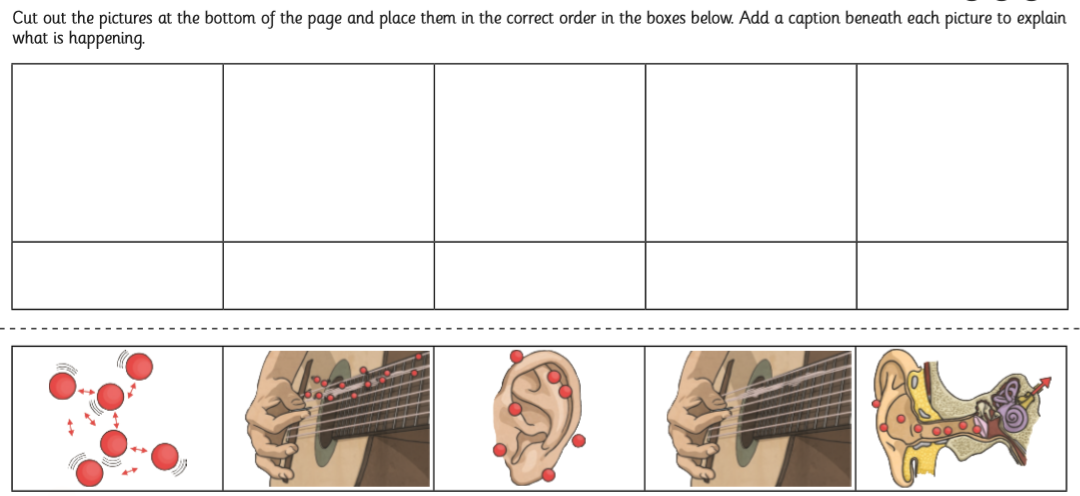 Cut out the pictures at the bottom of the page and place them in the correct order in the boxes below. Add a caption beneath each picture to explain
what is happening.